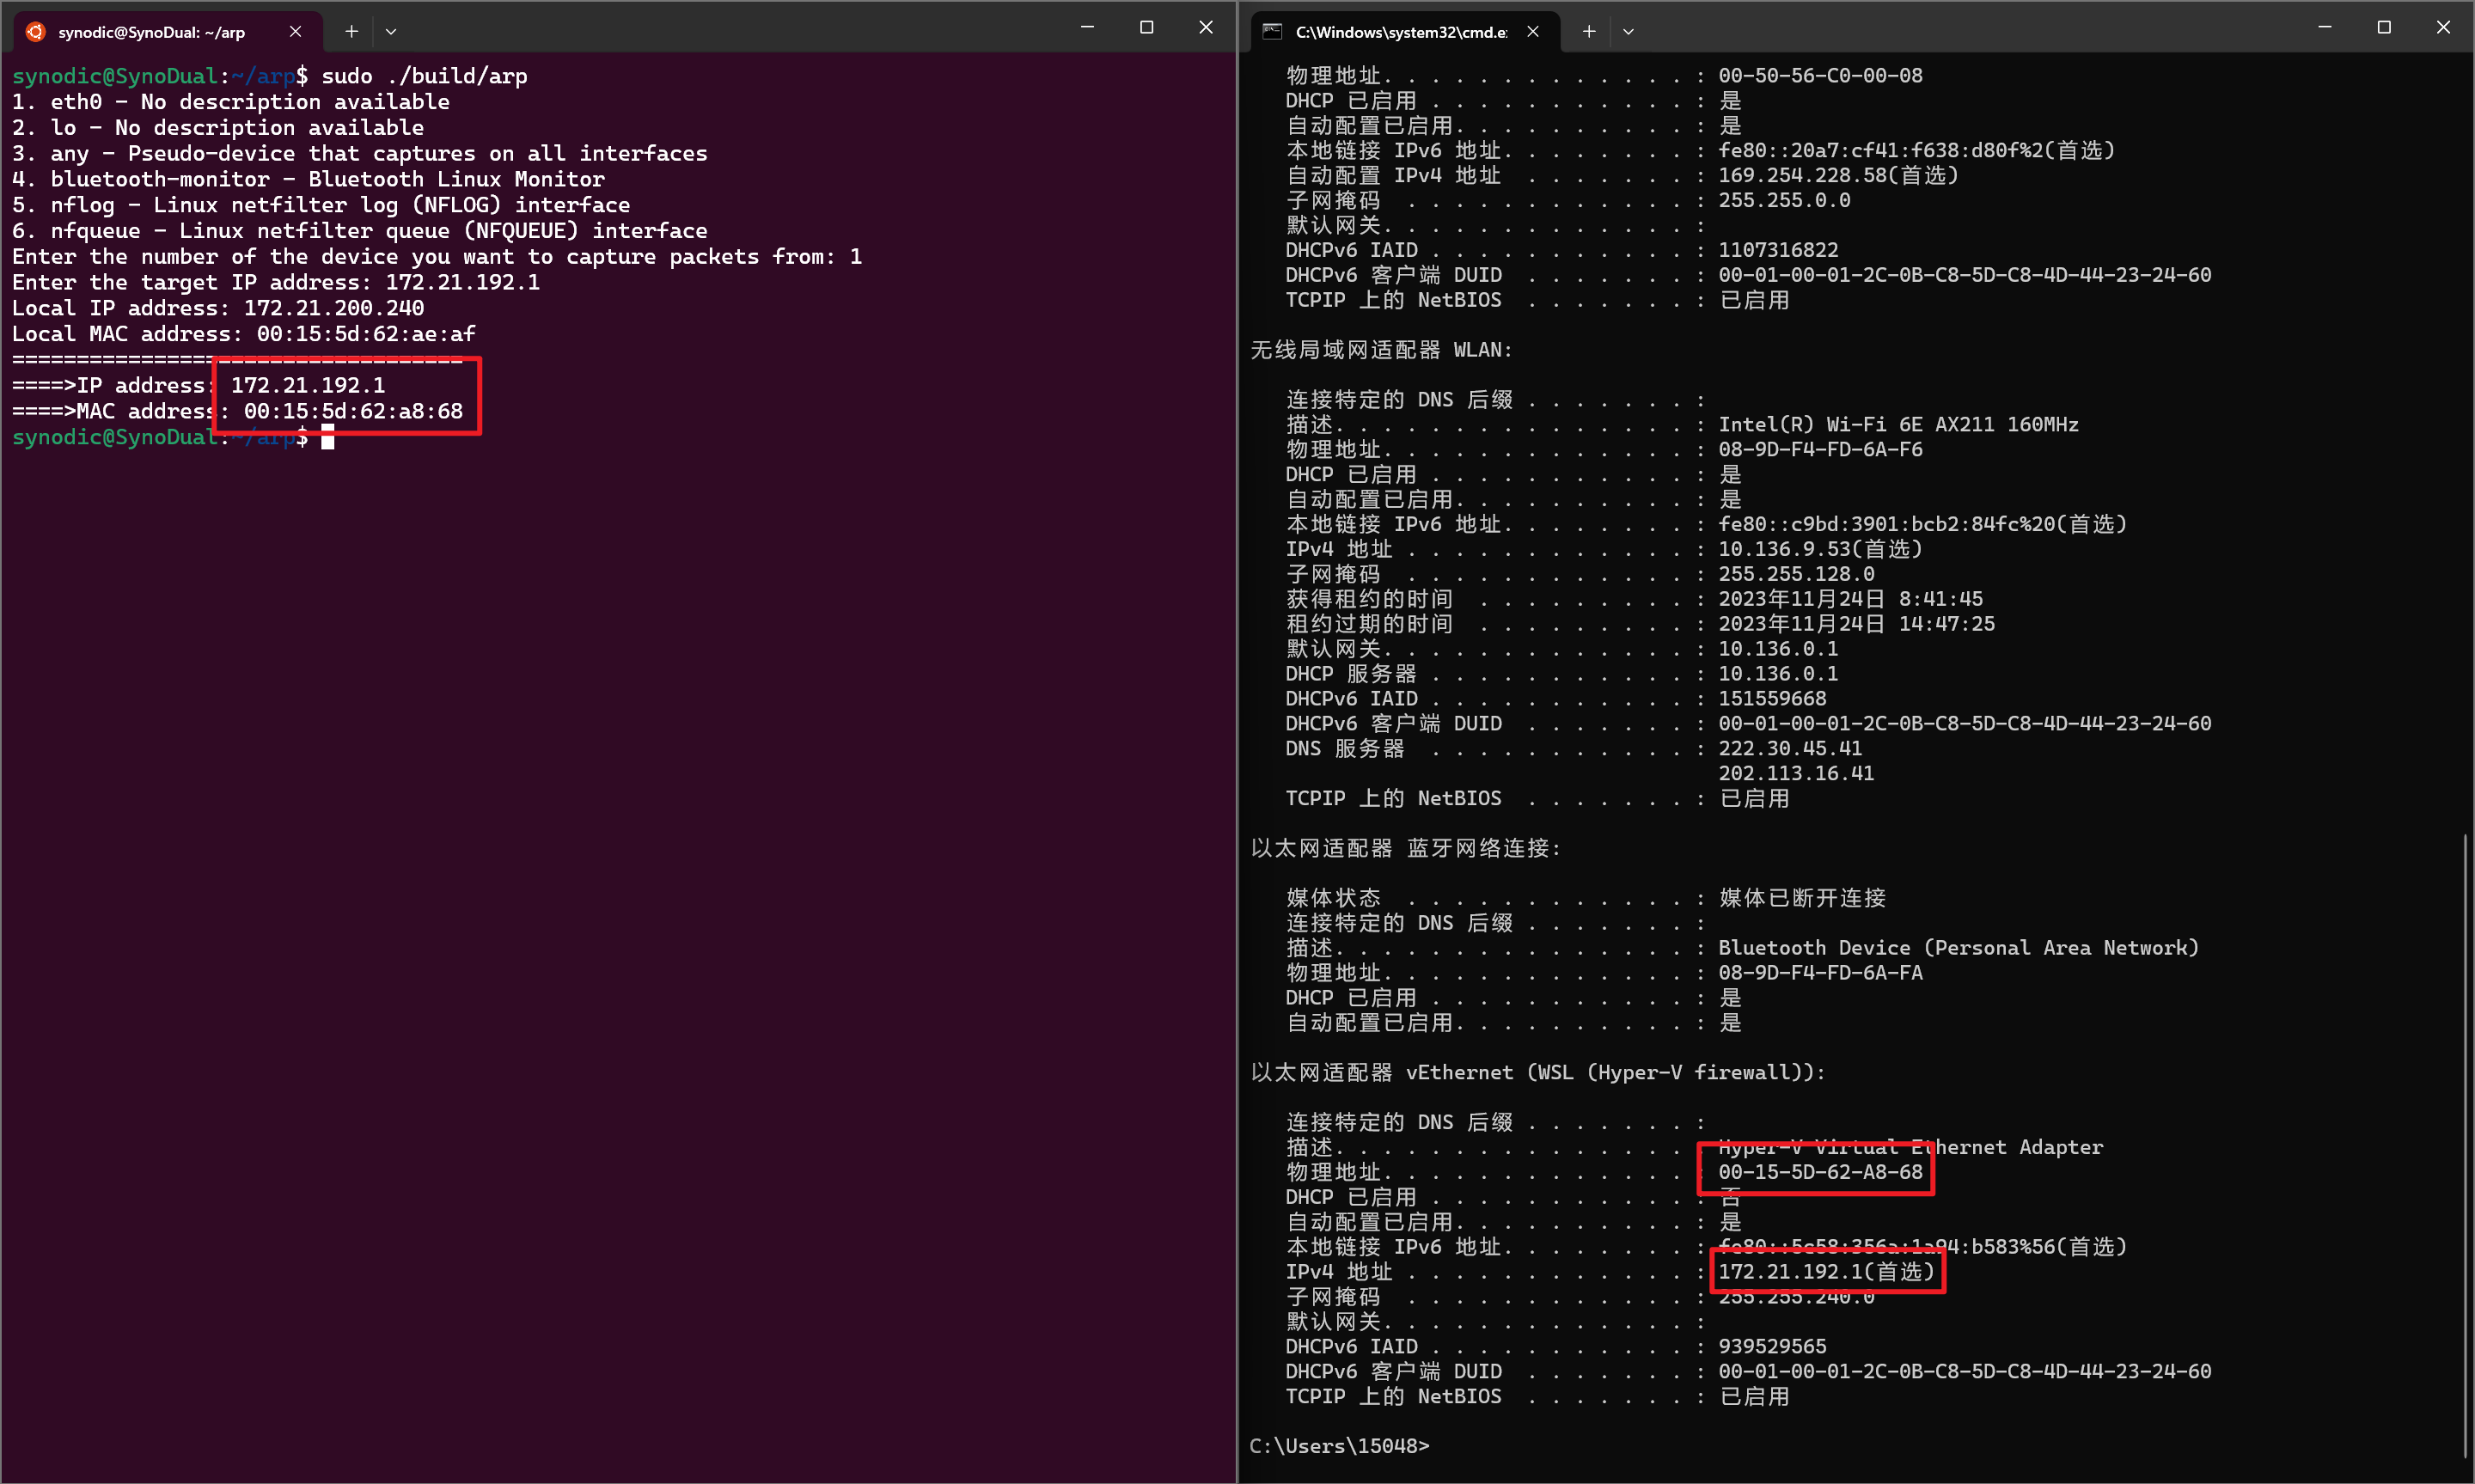 synodic@SynoDual: ~/arp
synodic@SynoDual:~/arp$ sudo ./build/arp
1. eth0 - No description available
2. lo - No description available
3. any - Pseudo-device that captures on all interfaces
4. bluetooth-monitor - Bluetooth Linux Monitor
5. nflog - Linux netfilter log (NFLOG) interface
6. nfqueue - Linux netfilter queue (NFQUEUE) interface
Enter the number of the device you want to capture packets from: 1
Enter the target IP address: 172.21.192.1
Local IP address: 172.21.200.240
Local MAC address: 00:15:5d:62:ae:af
===================================
====>IP address: 172.21.192.1
====>MAC address: 00:15:5d:62:a8:68
synodic@SynoDual:~/arp$
C:\Windows\system32\cmd.e:
物理地址. . . . . . . . . . . . . : 00-50-56-C0-00-08
DHCP 已启用 . . . . . . . . . . . : 是
自动配置已启用. . . . . . . . . . : 是
本地链接 IPv6 地址. . . . . . . . : fe80::20a7:cf41:f638:d80f%2(首选)
自动配置 IPv4 地址 . . . . . . . : 169.254.228.58(首选)
子网掩码 . . . . . . . . . . . . : 255.255.0.0
默认网关. . . . . . . . . . . . . :
DHCPv6 IAID . . . . . . . . . . . : 1107316822
DHCPv6 客户端 DUID . . . . . . . : 00-01-00-01-2C-0B-C8-5D-C8-4D-44-23-24-60
TCPIP 上的 NetBIOS . . . . . . . : 已启用
无线局域网适配器 WLAN:
连接特定的 DNS 后缀 . . . . . . . :
描述. . . . . . . . . . . . . . . : Intel(R) Wi-Fi 6E AX211 160MHz
物理地址. . . . . . . . . . . . . : 08-9D-F4-FD-6A-F6
DHCP 已启用 . . . . . . . . . . . : 是
自动配置已启用. . . . . . . . . . : 是
本地链接 IPv6 地址. . . . . . . . : fe80::c9bd:3901:bcb2:84fc%20(首选)
IPv4 地址 . . . . . . . . . . . . : 10.136.9.53(首选)
子网掩码 . . . . . . . . . . . . : 255.255.128.0
获得租约的时间 . . . . . . . . . : 2023年11月24日 8:41:45
租约过期的时间 . . . . . . . . . : 2023年11月24日 14:47:25
默认网关. . . . . . . . . . . . . : 10.136.0.1
DHCP 服务器 . . . . . . . . . . . : 10.136.0.1
DHCPv6 IAID . . . . . . . . . . . : 151559668
DHCPv6 客户端 DUID . . . . . . . : 00-01-00-01-2C-0B-C8-5D-C8-4D-44-23-24-60
DNS 服务器 . . . . . . . . . . . : 222.30.45.41
202.113.16.41
TCPIP 上的 NetBIOS . . . . . . . : 已启用
以太网适配器 蓝牙网络连接:
媒体状态 . . . . . . . . . . . . : 媒体已断开连接
连接特定的 DNS 后缀 . . . . . . . :
描述. . . . . . . . . . . . . . . : Bluetooth Device (Personal Area Network)
物理地址. . . . . . . . . . . . . : 08-9D-F4-FD-6A-FA
DHCP 已启用 . . . . . . . . . . . : 是
自动配置已启用. . . . . . . . . . : 是
以太网适配器 vEthernet (WSL (Hyper-V firewall)):
连接特定的 DNS 后缀 . . . . . . . :
描述. . . . . . . . . . . . . . . : Hyper-V Virtual Ethernet Adapter
物理地址. . . . . . . . . . . . . : 00-15-5D-62-A8-68
DHCP 已启用 . . . . . . . . . . . : 否
自动配置已启用. . . . . . . . . . : 是
本地链接 IPv6 地址. . . . . . . . : fe80::5c58:356a:1a94:b583%56(首选)
IPv4 地址 . . . . . . . . . . . . : 172.21.192.1(首选)
子网掩码 . . . . . . . . . . . . : 255.255.240.0
默认网关. . . . . . . . . . . . . :
DHCPv6 IAID . . . . . . . . . . . : 939529565
DHCPv6 客户端 DUID . . . . . . . : 00-01-00-01-2C-0B-C8-5D-C8-4D-44-23-24-60
TCPIP 上的 NetBIOS . . . . . . . : 已启用
C:\Users\15048>